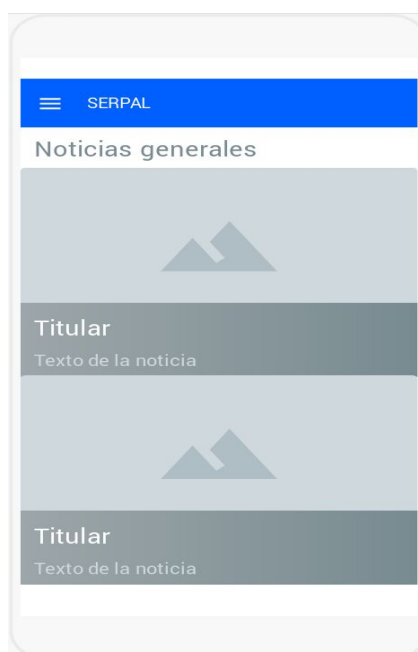 SERPAL
Noticias generales
Titular
Texto de la noticia
Titular
Texto de la noticia